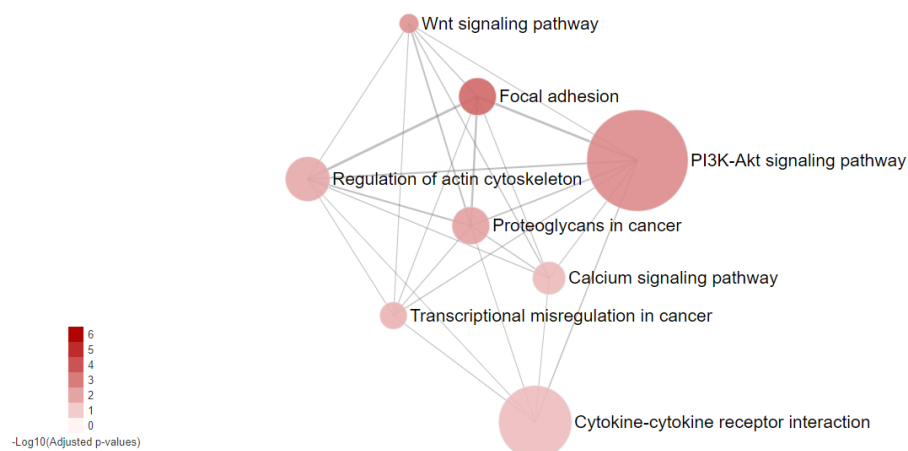 Wnt signaling pathway
Focal adhesion
PI3K-Akt signaling pathway
Regulation of actin cytoskeleton
Proteoglycans in cancer
Calcium signaling pathway
Transcriptional misregulation in cancer
Cytokine-cytokine receptor interaction
6
5
4
3
2
1
0
-Log10(Adjusted p-values)